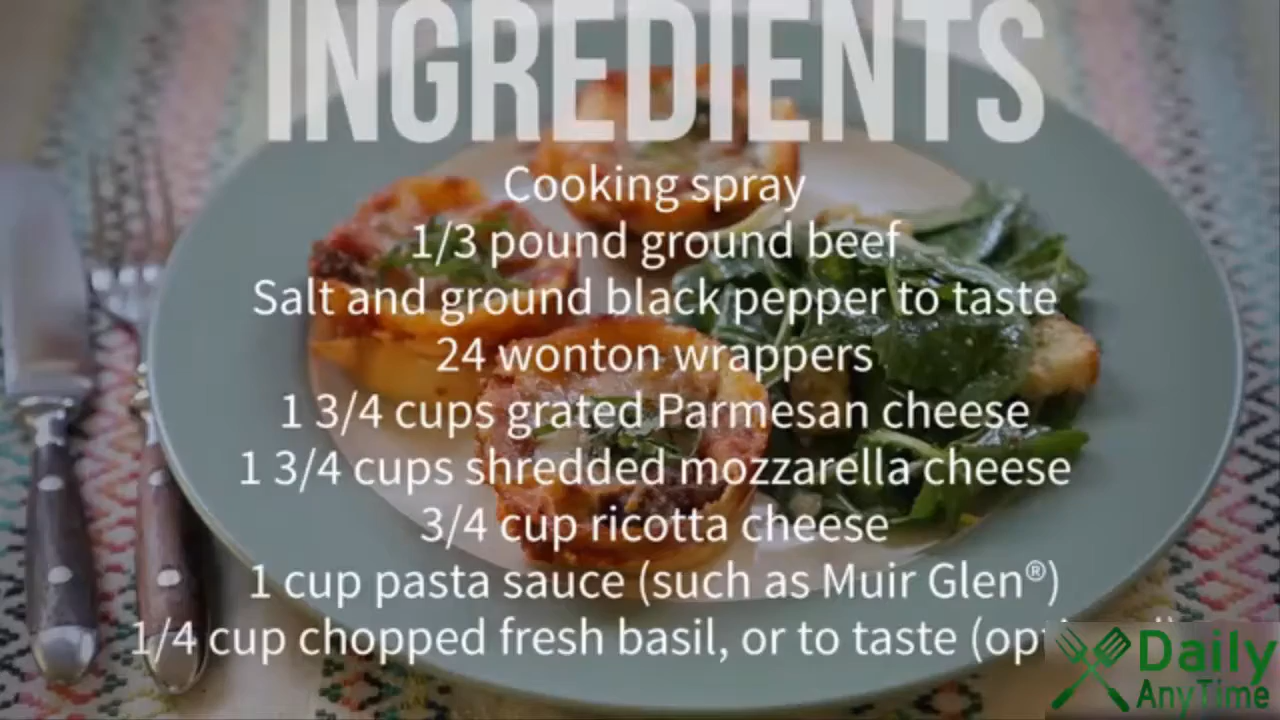 INGREDIENTS
Cooking spray
1/3 pound ground beef
Salt and ground black pepper to taste
24 wonton wrappers
1 3/4 cups grated Parmesan cheese
1 3/4 cups shredded mozzarella cheese
3/4 cup ricotta cheese
1 cup pasta sauce (such as Muir Glen®)
1/4 cup chopped fresh basil, or to taste
Daily
AnyTime